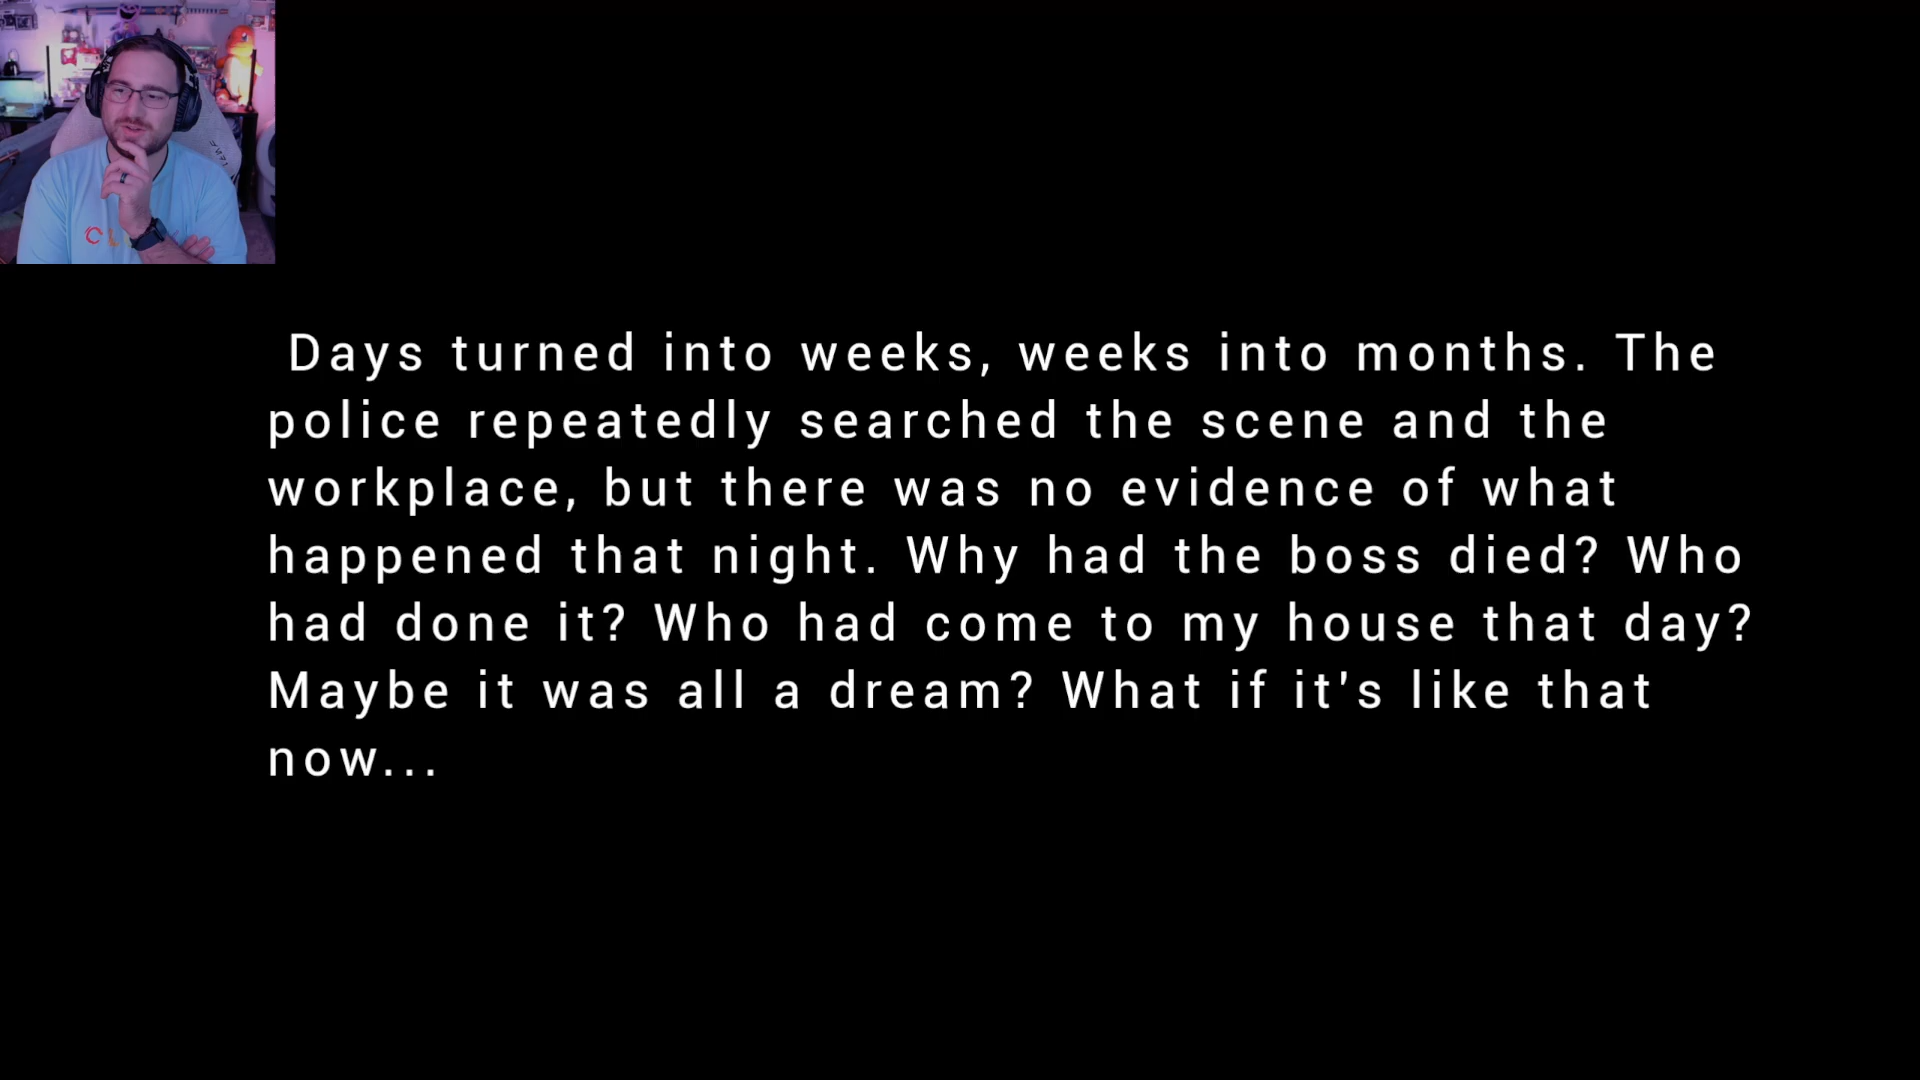 Days turned into weeks, weeks into months. The
police repeatedly searched the scene and the
workplace, but there was no evidence of what
happened that night. Why had the boss died? Who
had done it? Who had come to my house that day?
Maybe it was all a dream? What if it's like that
now...